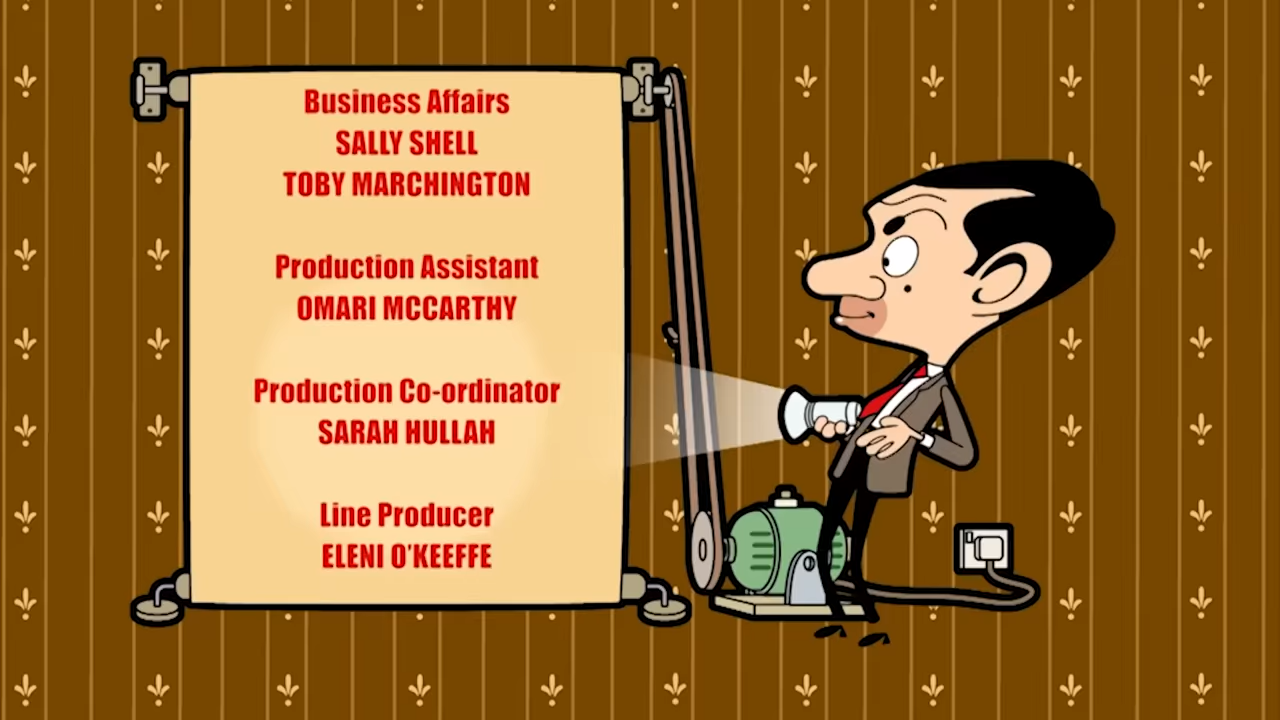 Business Affairs
SALLY SHELL
TOBY MARCHINGTON
Production Assistant
OMARI MCCARTHY
Production Co-ordinator
SARAH HULLAH
Line Producer
ELENI O'KEEFFE